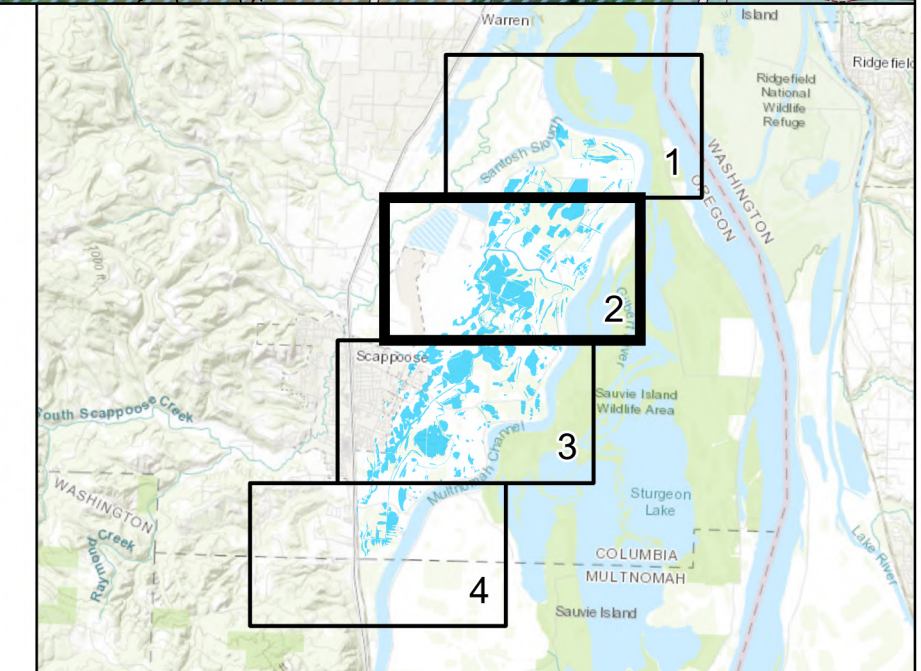 Warren
Island
Ridgefield
National
Wildlife
Refuge
Ridgefield
Santosh Slough
1
WASHINGTON
OREGON
1000 ft
2
Scappoose
South Scappoose Creek
Sauvie Island
Wildlife Area
3
Multnomah Channel
WASHINGTON
Sturgeon
Lake
Creek
Raymond
COLUMBIA
MULTNOMAH
Lake River
4
Sauvie Island